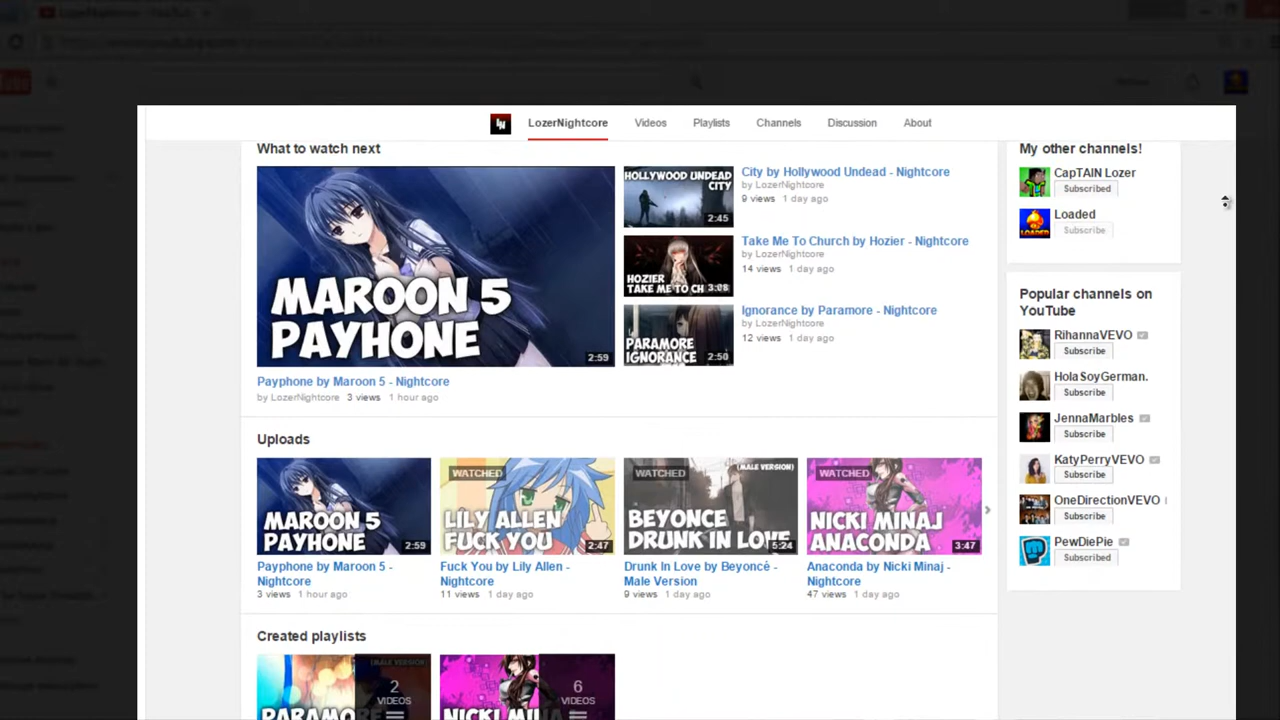 LozerNightcore Videos Playlists Channels Discussion About
What to watch next
MAROON 5
PAYHONE
2:59
Payphone by Maroon 5 - Nightcore
by LozerNightcore 3 views 1 hour ago
HOLLYWOOD UNDEAD
CITY
2:45
City by Hollywood Undead - Nightcore
by LozerNightcore
9 views 1 day ago
HOZIER
TAKE ME TO CH
3:08
Take Me To Church by Hozier - Nightcore
by LozerNightcore
14 views 1 day ago
PARAMORE
IGNORANCE
2:50
Ignorance by Paramore - Nightcore
by LozerNightcore
12 views 1 day ago
My other channels!
CapTAIN Lozer
Subscribed
LOADED
Loaded
Subscribe
Popular channels on
YouTube
RihannaVEVO
Subscribe
HolaSoyGerman.
Subscribe
JennaMarbles
Subscribe
KatyPerryVEVO
Subscribe
OneDirectionVEVO
Subscribe
PewDiePie
Subscribed
Uploads
MAROON 5
PAYHONE
2:59
Payphone by Maroon 5 -
Nightcore
3 views 1 hour ago
WATCHED
LILY ALLEN
FUCK YOU
2:47
Fuck You by Lily Allen -
Nightcore
11 views 1 day ago
WATCHED
(MALE VERSION)
BEYONCE
DRUNK IN LOVE
5:24
Drunk In Love by Beyoncé -
Male Version
9 views 1 day ago
WATCHED
NICKI MINAJ
ANACONDA
3:47
Anaconda by Nicki Minaj -
Nightcore
47 views 1 day ago
Created playlists
(MALE VERSION)
PARAMO
2
VIDEOS
NICKI MINA
6
VIDEOS